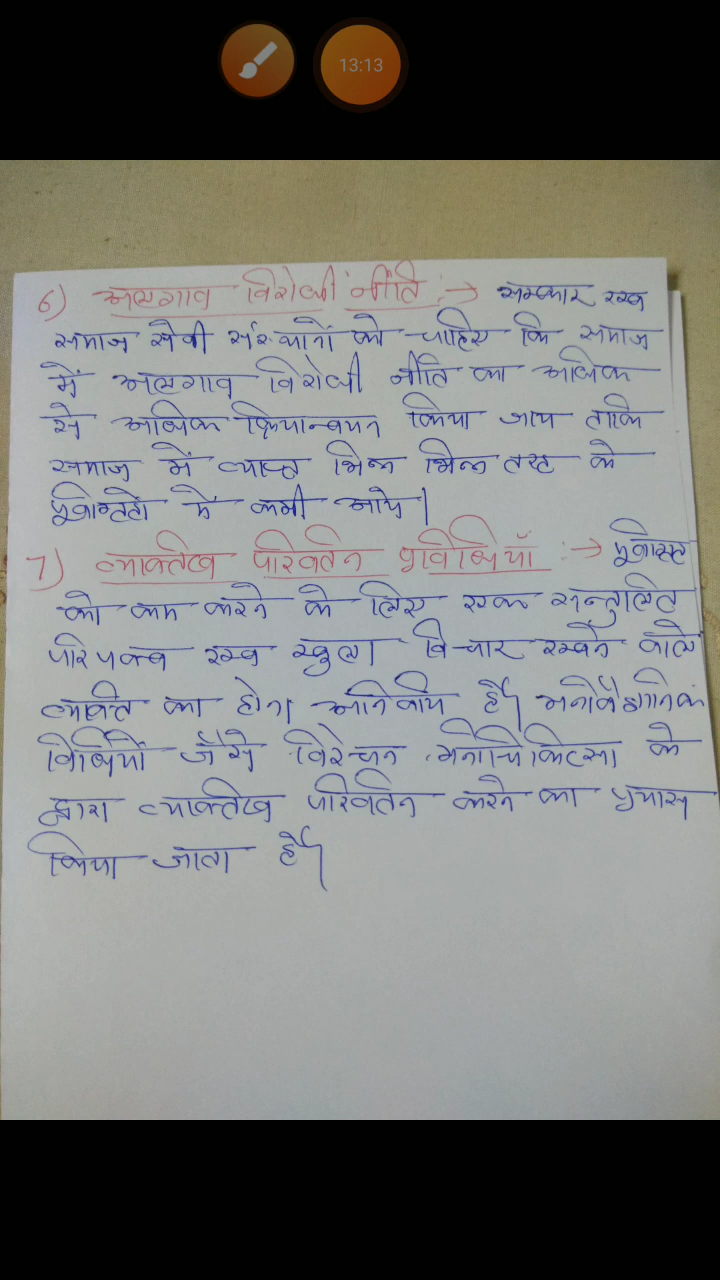 13:13
6) अलगाव विरोधी नीति :→ सरकार एवं
समाज सेवी संस्थानों को चाहिए कि समाज
में अलगाव विरोधी नीति का अधिक
से अधिक क्रियान्वयन किया जाय ताकि
समाज में व्याप्त भिन्न भिन्न तरह के
पूर्वाग्रहों में कमी आये।
7) व्यक्तित्व परिवर्तन प्रविधियाँ :→ पूर्वाग्रह
को कम करने के लिए एक सन्तुलित
परिपक्व एवं खुला विचार रखने वाले
व्यक्ति का होना अनिवार्य है। मनोवैज्ञानिक
विधियों जैसे विरेचन मनोचिकित्सा के
द्वारा व्यक्तित्व परिवर्तन करने का प्रयास
किया जाता है।